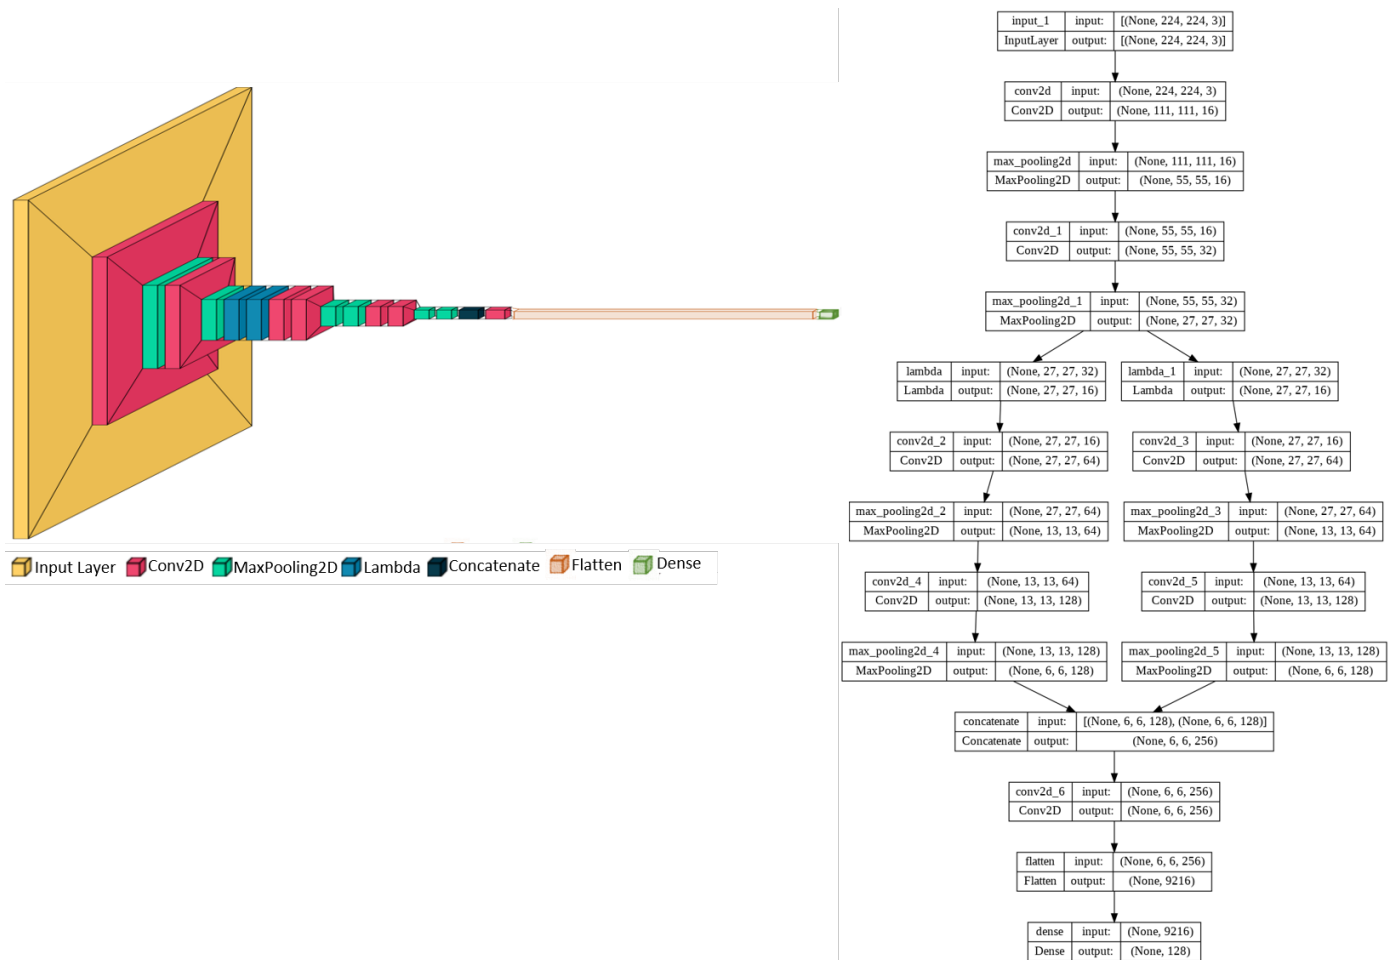 Input Layer Conv2D MaxPooling2D Lambda Concatenate Flatten Dense
input_1 input: [(None, 224, 224, 3)]
InputLayer output: [(None, 224, 224, 3)]
conv2d input: (None, 224, 224, 3)
Conv2D output: (None, 111, 111, 16)
max_pooling2d input: (None, 111, 111, 16)
MaxPooling2D output: (None, 55, 55, 16)
conv2d_1 input: (None, 55, 55, 16)
Conv2D output: (None, 55, 55, 32)
max_pooling2d_1 input: (None, 55, 55, 32)
MaxPooling2D output: (None, 27, 27, 32)
lambda input: (None, 27, 27, 32)
Lambda output: (None, 27, 27, 16)
lambda_1 input: (None, 27, 27, 32)
Lambda output: (None, 27, 27, 16)
conv2d_2 input: (None, 27, 27, 16)
Conv2D output: (None, 27, 27, 64)
conv2d_3 input: (None, 27, 27, 16)
Conv2D output: (None, 27, 27, 64)
max_pooling2d_2 input: (None, 27, 27, 64)
MaxPooling2D output: (None, 13, 13, 64)
max_pooling2d_3 input: (None, 27, 27, 64)
MaxPooling2D output: (None, 13, 13, 64)
conv2d_4 input: (None, 13, 13, 64)
Conv2D output: (None, 13, 13, 128)
conv2d_5 input: (None, 13, 13, 64)
Conv2D output: (None, 13, 13, 128)
max_pooling2d_4 input: (None, 13, 13, 128)
MaxPooling2D output: (None, 6, 6, 128)
max_pooling2d_5 input: (None, 13, 13, 128)
MaxPooling2D output: (None, 6, 6, 128)
concatenate input: [(None, 6, 6, 128), (None, 6, 6, 128)]
Concatenate output: (None, 6, 6, 256)
conv2d_6 input: (None, 6, 6, 256)
Conv2D output: (None, 6, 6, 256)
flatten input: (None, 6, 6, 256)
Flatten output: (None, 9216)
dense input: (None, 9216)
Dense output: (None, 128)